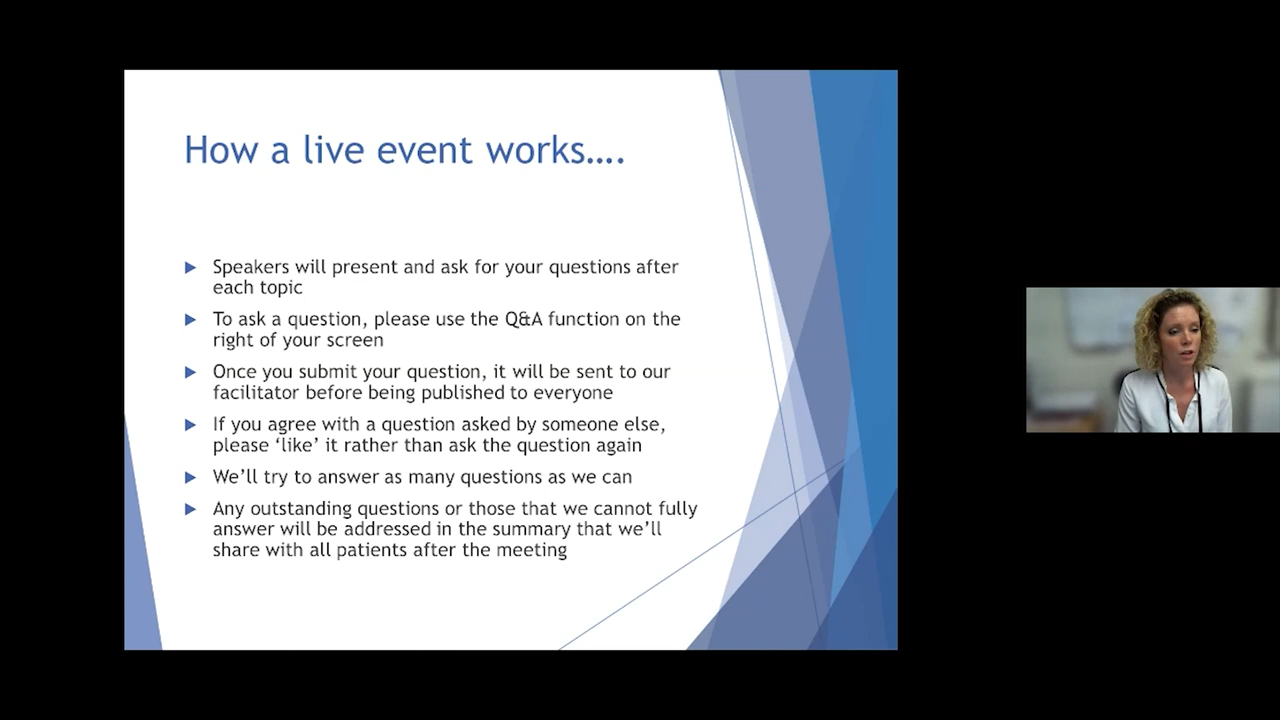 How a live event works....
Speakers will present and ask for your questions after
each topic
To ask a question, please use the Q&A function on the
right of your screen
Once you submit your question, it will be sent to our
facilitator before being published to everyone
If you agree with a question asked by someone else,
please ‘like’ it rather than ask the question again
We’ll try to answer as many questions as we can
Any outstanding questions or those that we cannot fully
answer will be addressed in the summary that we’ll
share with all patients after the meeting